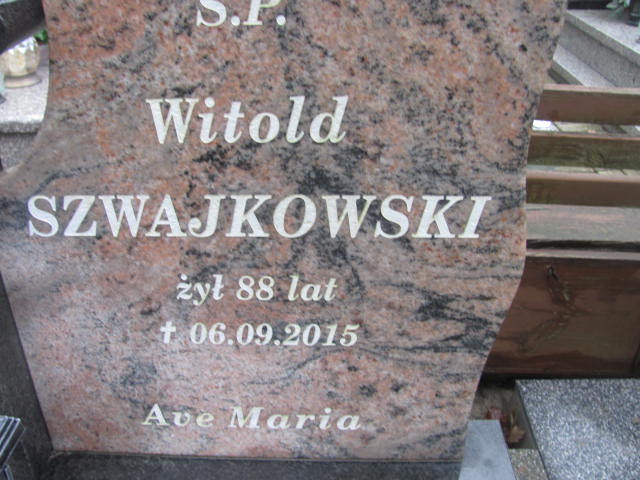 Ś.P.
Witold
SZWAJKOWSKI
żył 88 lat
† 06.09.2015
Ave Maria